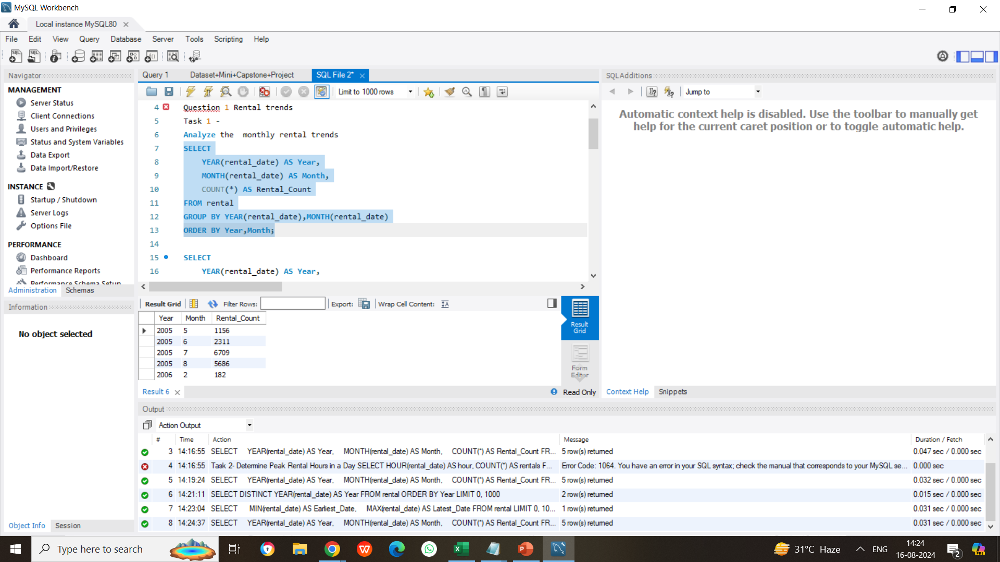 MySQL Workbench
Local instance MySQL80
File Edit View Query Database Server Tools Scripting Help
Navigator
MANAGEMENT
Server Status
Client Connections
Users and Privileges
Status and System Variables
Data Export
Data Import/Restore
INSTANCE
Startup / Shutdown
Server Logs
Options File
PERFORMANCE
Dashboard
Performance Reports
Performance Schema Setup
Administration Schemas
Information
No object selected
Object Info Session
Query 1 Dataset+Mini+Capstone+Project SQL File 2*
Limit to 1000 rows
4 Question 1 Rental trends
5 Task 1 -
6 Analyze the  monthly rental trends
7 SELECT
8 YEAR(rental_date) AS Year,
9 MONTH(rental_date) AS Month,
10 COUNT(*) AS Rental_Count
11 FROM rental
12 GROUP BY YEAR(rental_date),MONTH(rental_date)
13 ORDER BY Year,Month;
14
15 SELECT
16 YEAR(rental_date) AS Year,
Result Grid Filter Rows: Export: Wrap Cell Content:
Year Month Rental_Count
2005 5 1156
2005 6 2311
2005 7 6709
2005 8 5686
2006 2 182
Result Grid
Form Editor
Result 6 Read Only
SQLAdditions
Jump to
Automatic context help is disabled. Use the toolbar to manually get
help for the current caret position or to toggle automatic help.
Context Help Snippets
Output
Action Output
# Time Action Message Duration / Fetch
3 14:16:55 SELECT YEAR(rental_date) AS Year, MONTH(rental_date) AS Month, COUNT(*) AS Rental_Count FR... 5 row(s) returned 0.047 sec / 0.000 sec
4 14:16:55 Task 2- Determine Peak Rental Hours in a Day SELECT HOUR(rental_date) AS hour, COUNT(*) AS rentals F... Error Code: 1064. You have an error in your SQL syntax; check the manual that corresponds to your MySQL se... 0.000 sec
5 14:19:24 SELECT YEAR(rental_date) AS Year, MONTH(rental_date) AS Month, COUNT(*) AS Rental_Count FR... 5 row(s) returned 0.032 sec / 0.000 sec
6 14:21:11 SELECT DISTINCT YEAR(rental_date) AS Year FROM rental ORDER BY Year LIMIT 0, 1000 2 row(s) returned 0.015 sec / 0.000 sec
7 14:23:04 SELECT MIN(rental_date) AS Earliest_Date, MAX(rental_date) AS Latest_Date FROM rental LIMIT 0, 10... 1 row(s) returned 0.031 sec / 0.000 sec
8 14:24:37 SELECT YEAR(rental_date) AS Year, MONTH(rental_date) AS Month, COUNT(*) AS Rental_Count FR... 5 row(s) returned 0.031 sec / 0.000 sec
Type here to search
31°C Haze
ENG
14:24
16-08-2024
2
PRE